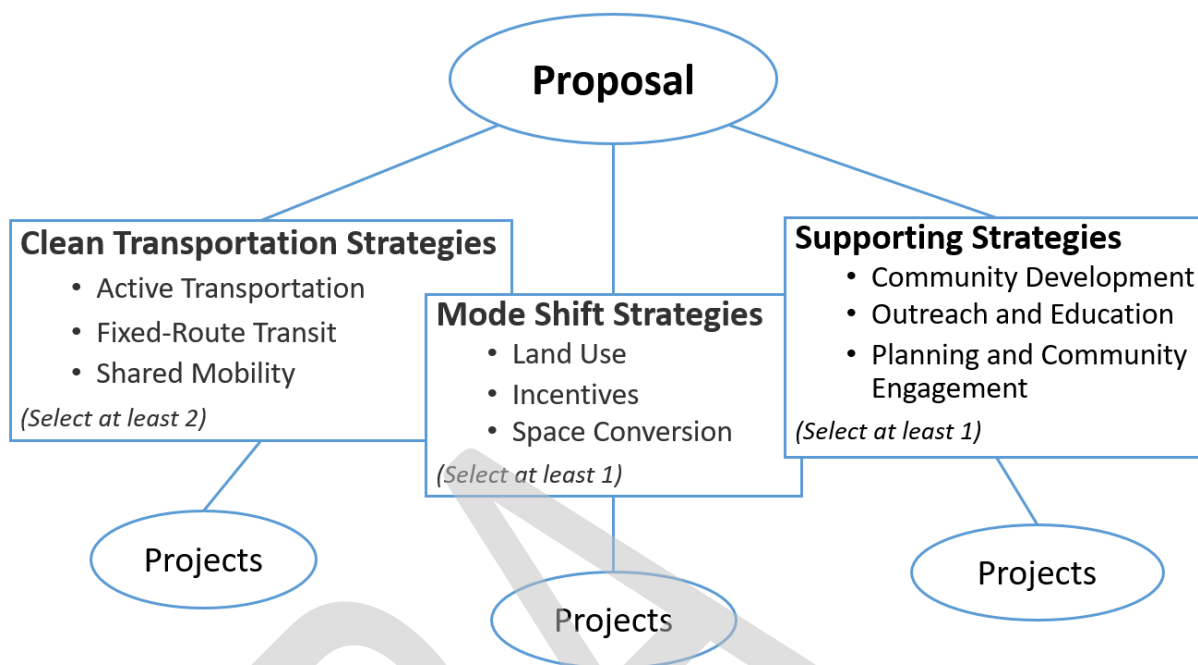 Proposal
Clean Transportation Strategies
• Active Transportation
• Fixed-Route Transit
• Shared Mobility
(Select at least 2)
Mode Shift Strategies
• Land Use
• Incentives
• Space Conversion
(Select at least 1)
Supporting Strategies
• Community Development
• Outreach and Education
• Planning and Community
Engagement
(Select at least 1)
Projects
Projects
Projects